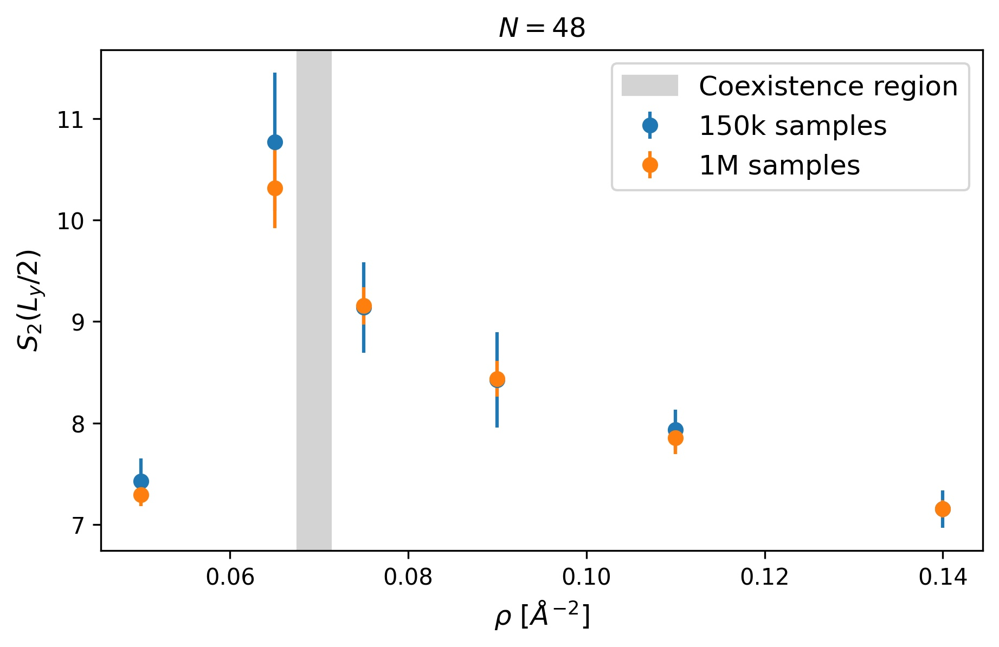 N = 48
Coexistence region
150k samples
1M samples
11
10
9
8
7
S₂(Lᵧ/2)
0.06 0.08 0.10 0.12 0.14
ρ [Å⁻²]